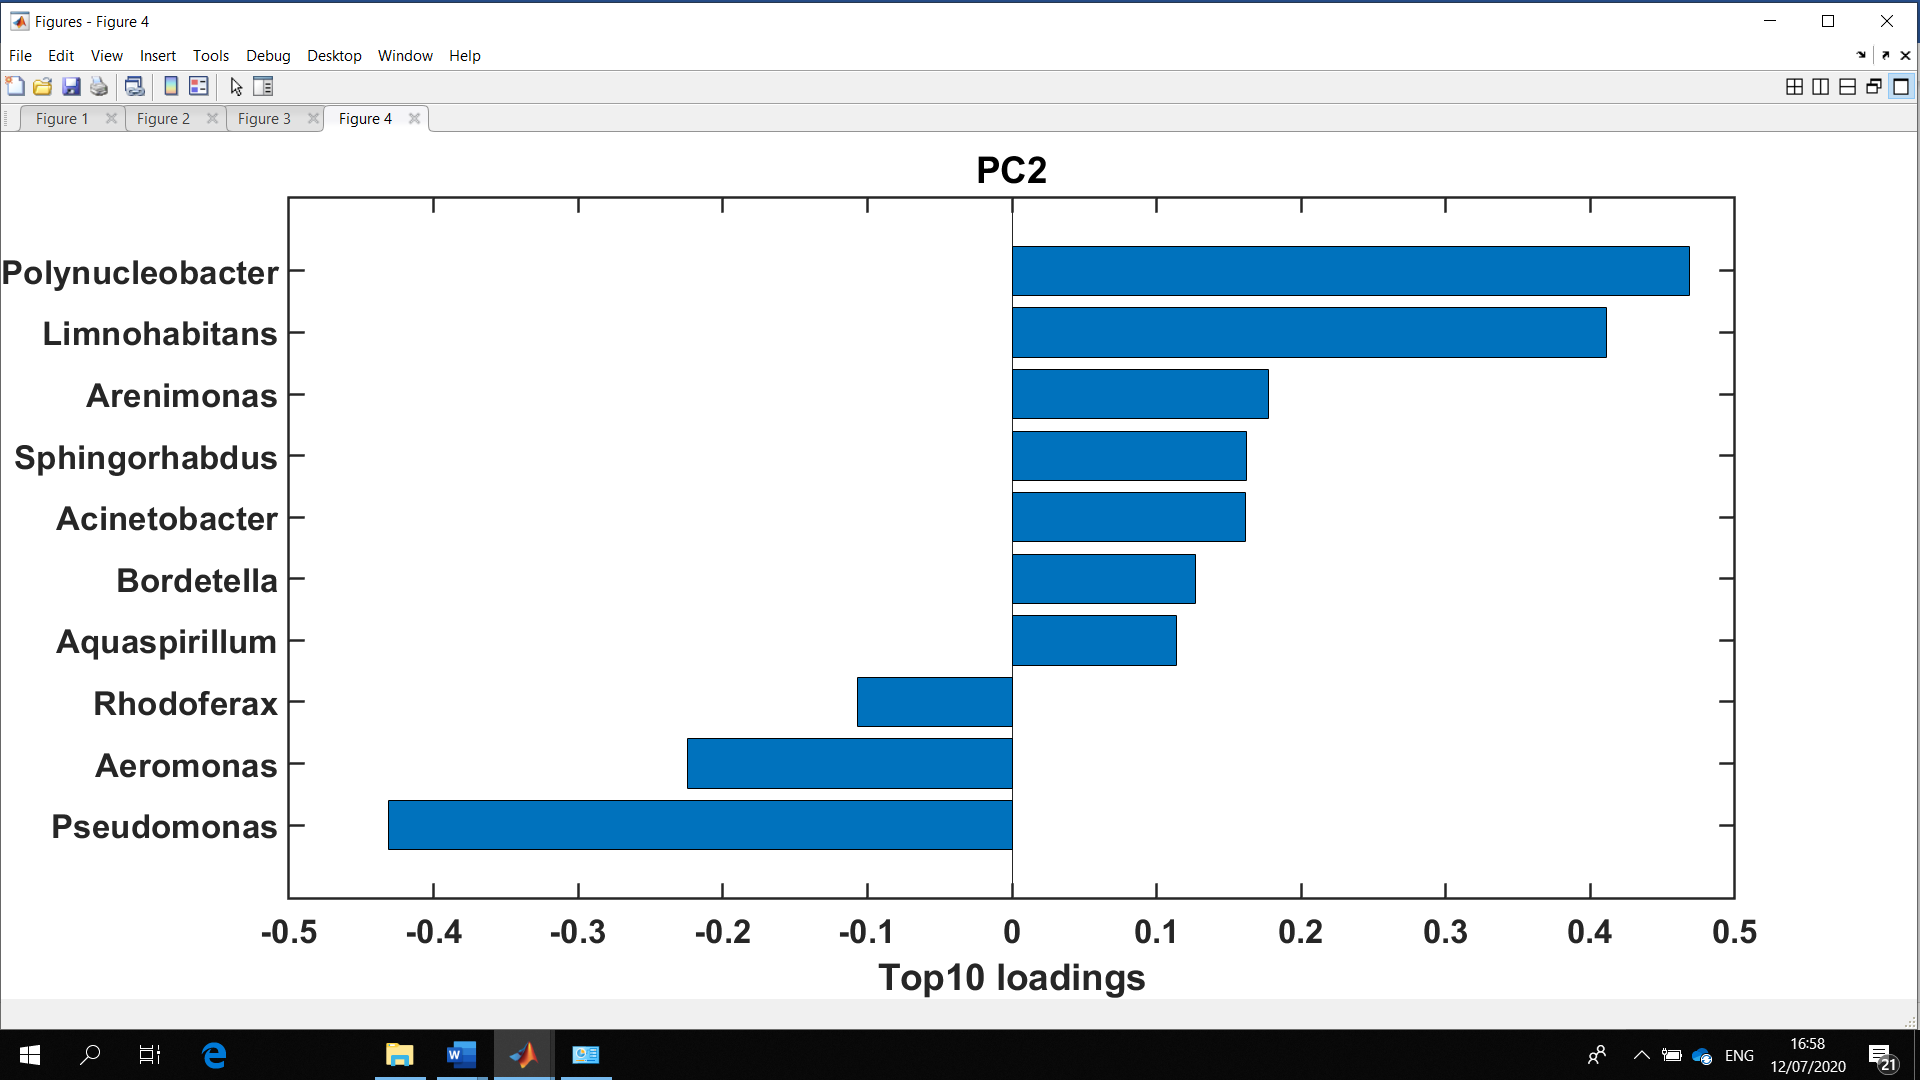 Figures - Figure 4
File Edit View Insert Tools Debug Desktop Window Help
Figure 1 Figure 2 Figure 3 Figure 4
PC2
Polynucleobacter
Limnohabitans
Arenimonas
Sphingorhabdus
Acinetobacter
Bordetella
Aquaspirillum
Rhodoferax
Aeromonas
Pseudomonas
-0.5 -0.4 -0.3 -0.2 -0.1 0 0.1 0.2 0.3 0.4 0.5
Top10 loadings
ENG
16:58
12/07/2020
21